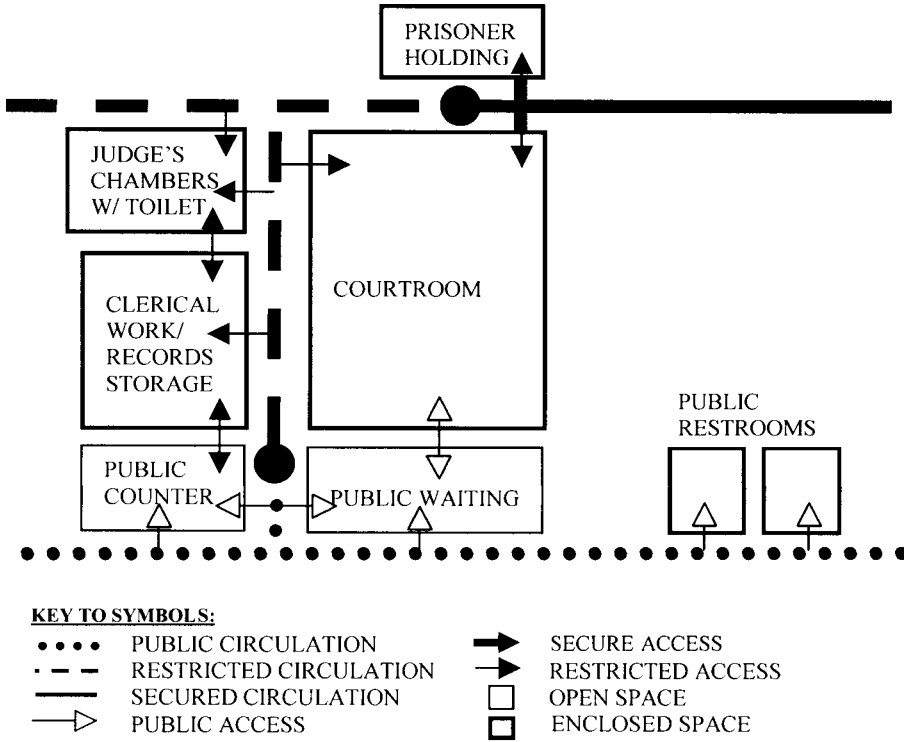 PRISONER
HOLDING
JUDGE'S
CHAMBERS
W/ TOILET
COURTROOM
CLERICAL
WORK/
RECORDS
STORAGE
PUBLIC
RESTROOMS
PUBLIC
COUNTER
PUBLIC WAITING
KEY TO SYMBOLS:
PUBLIC CIRCULATION
RESTRICTED CIRCULATION
SECURED CIRCULATION
PUBLIC ACCESS
SECURE ACCESS
RESTRICTED ACCESS
OPEN SPACE
ENCLOSED SPACE